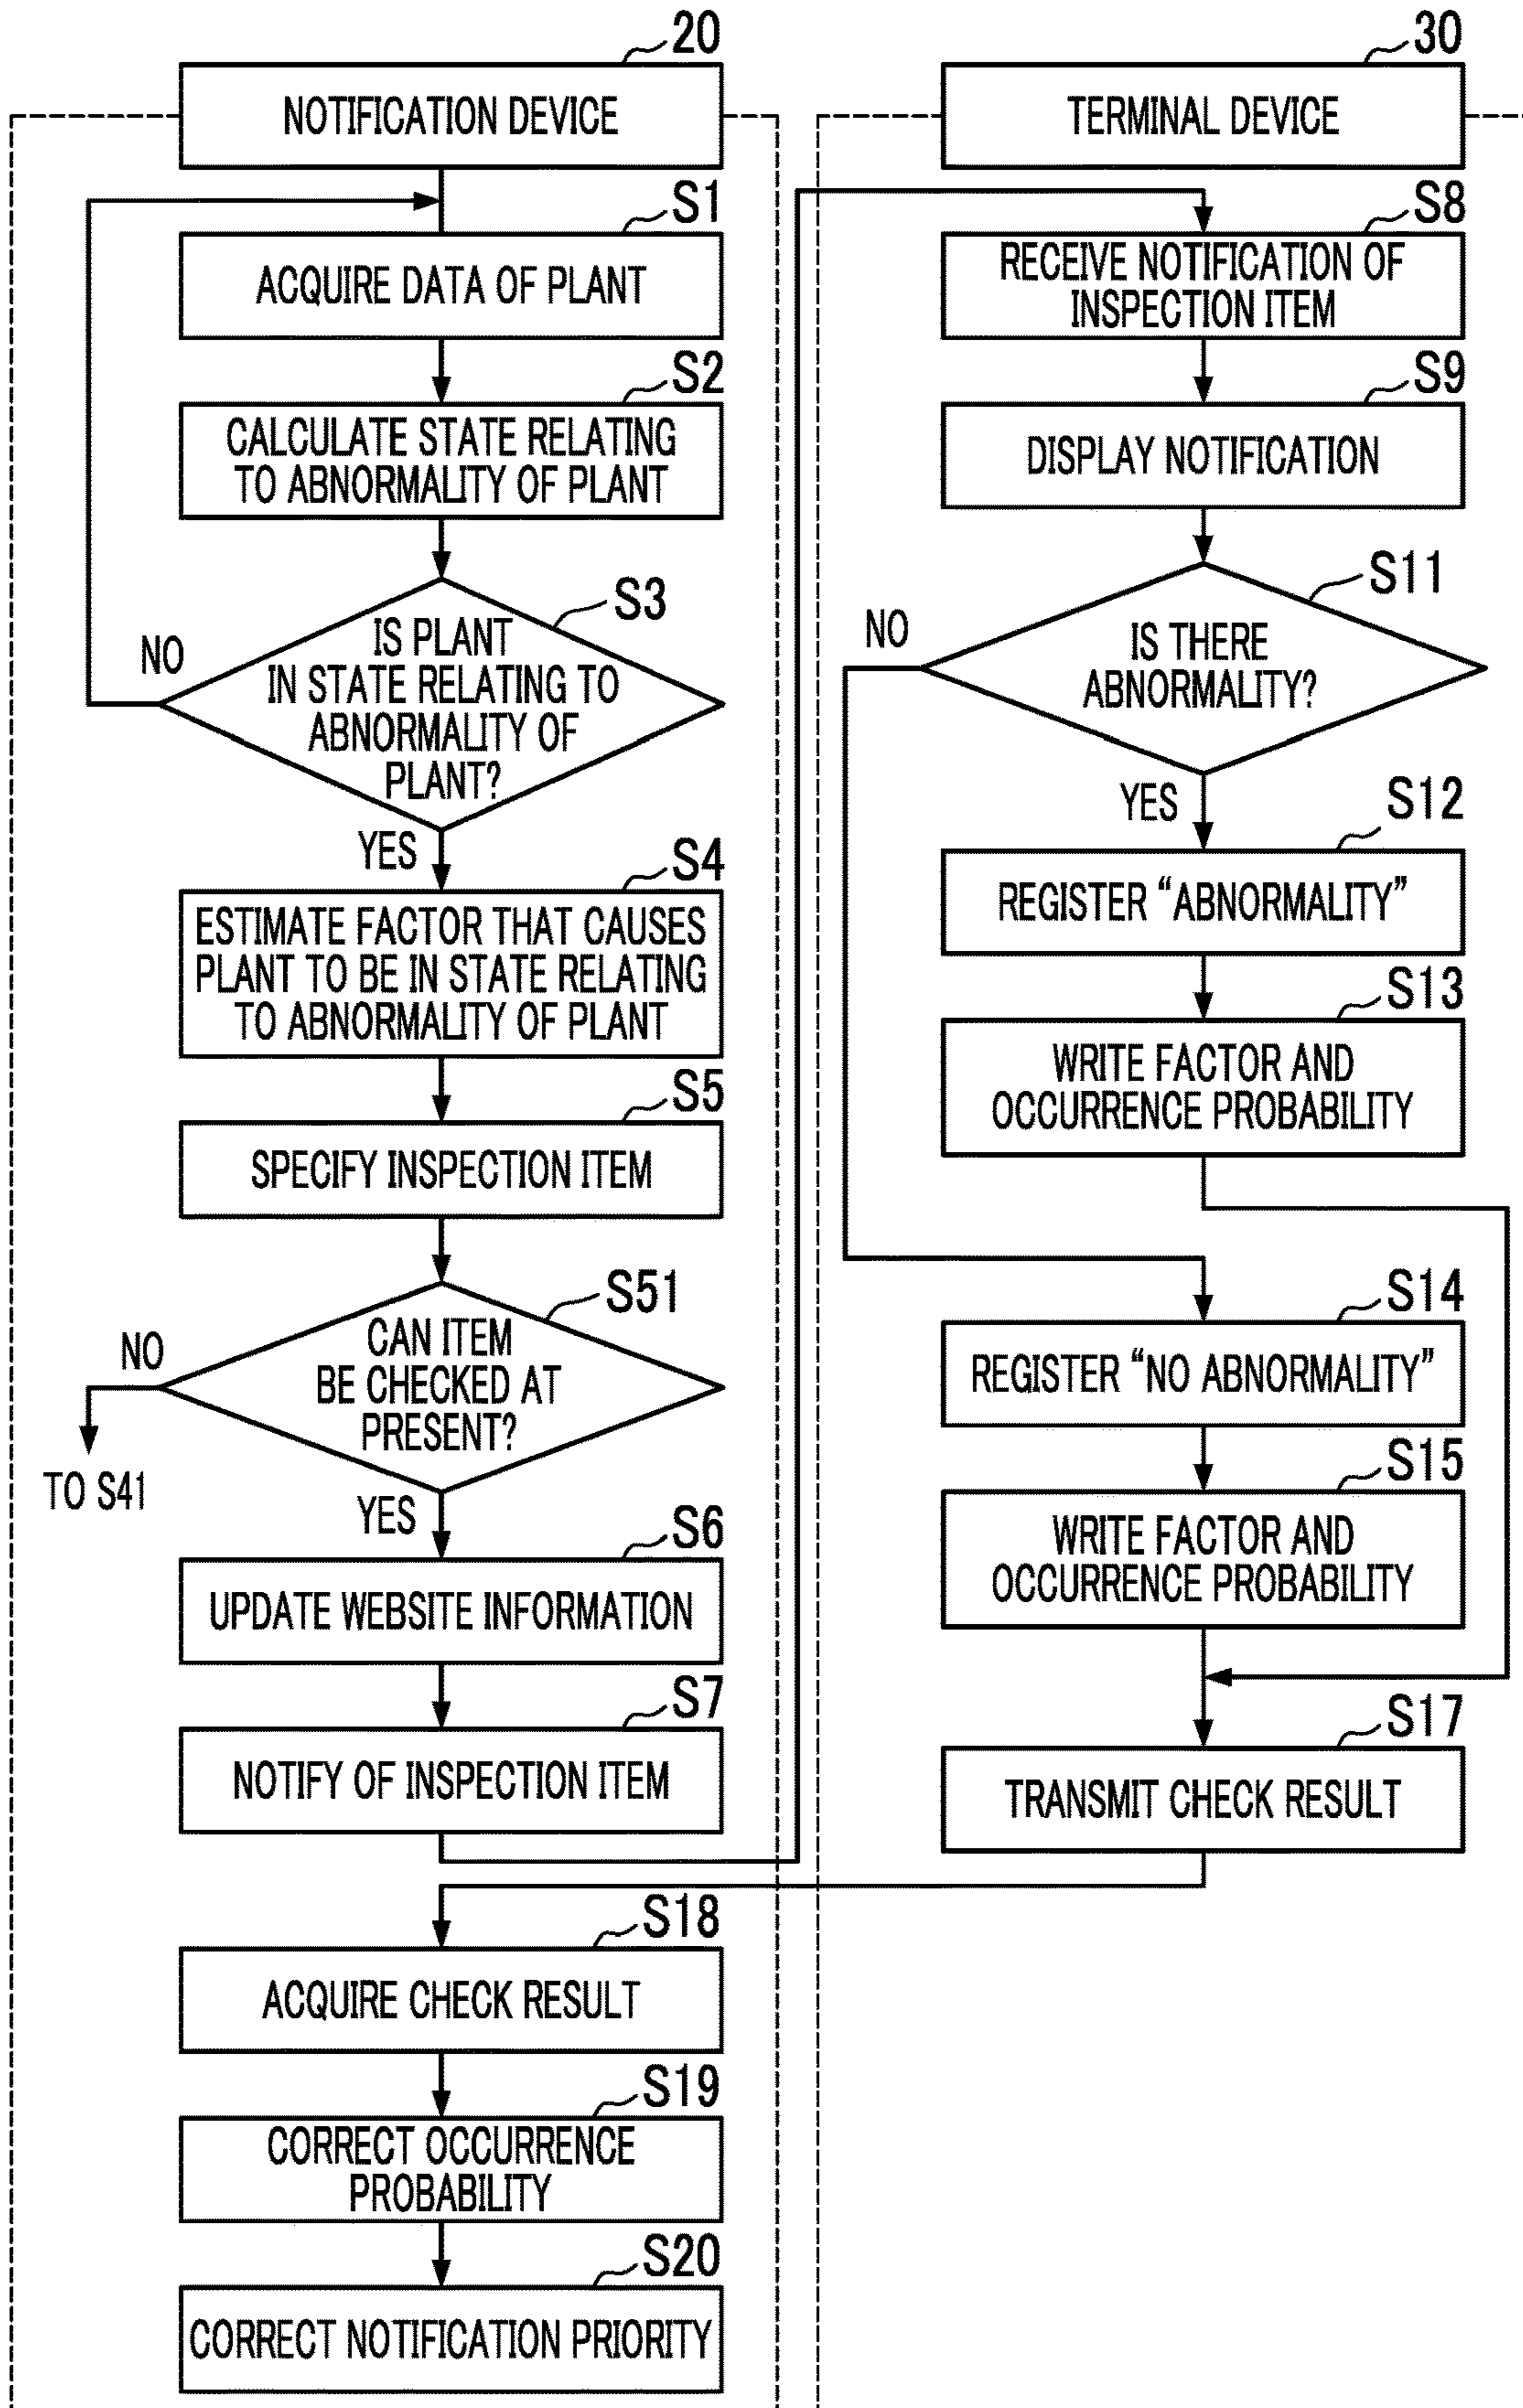 20
NOTIFICATION DEVICE
S1
ACQUIRE DATA OF PLANT
S2
CALCULATE STATE RELATING
TO ABNORMALITY OF PLANT
S3
IS PLANT
IN STATE RELATING TO
ABNORMALITY OF
PLANT?
NO
YES
S4
ESTIMATE FACTOR THAT CAUSES
PLANT TO BE IN STATE RELATING
TO ABNORMALITY OF PLANT
S5
SPECIFY INSPECTION ITEM
S51
CAN ITEM
BE CHECKED AT
PRESENT?
NO
TO S41
YES
S6
UPDATE WEBSITE INFORMATION
S7
NOTIFY OF INSPECTION ITEM
30
TERMINAL DEVICE
S8
RECEIVE NOTIFICATION OF
INSPECTION ITEM
S9
DISPLAY NOTIFICATION
S11
IS THERE
ABNORMALITY?
NO
YES
S12
REGISTER “ABNORMALITY”
S13
WRITE FACTOR AND
OCCURRENCE PROBABILITY
S14
REGISTER “NO ABNORMALITY”
S15
WRITE FACTOR AND
OCCURRENCE PROBABILITY
S17
TRANSMIT CHECK RESULT
S18
ACQUIRE CHECK RESULT
S19
CORRECT OCCURRENCE
PROBABILITY
S20
CORRECT NOTIFICATION PRIORITY